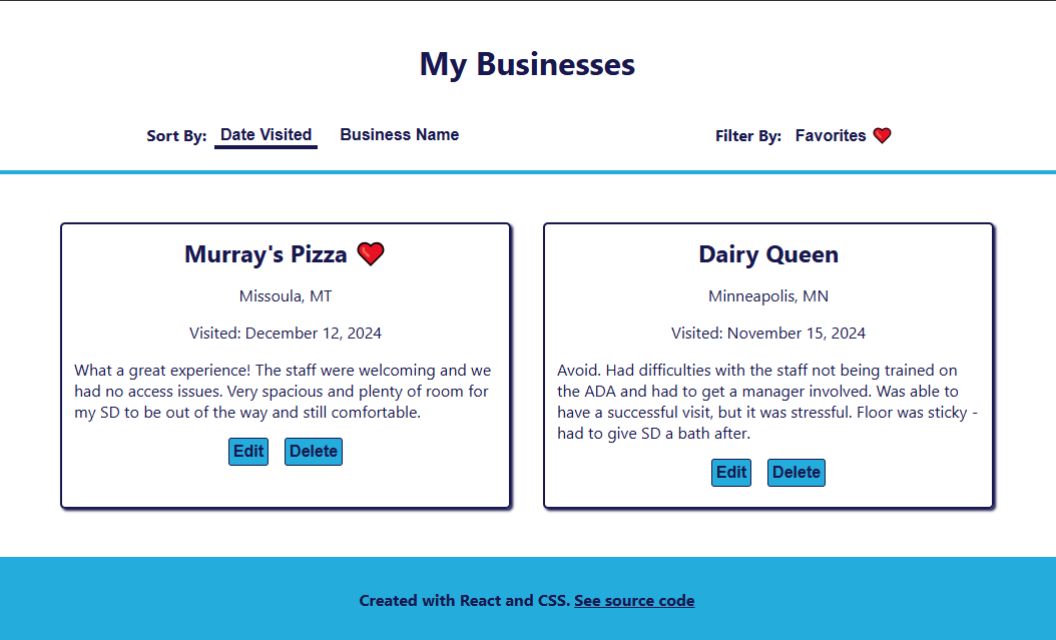 My Businesses
Sort By: Date Visited Business Name Filter By: Favorites ❤️
Murray's Pizza ❤️
Missoula, MT
Visited: December 12, 2024
What a great experience! The staff were welcoming and we
had no access issues. Very spacious and plenty of room for
my SD to be out of the way and still comfortable.
Edit Delete
Dairy Queen
Minneapolis, MN
Visited: November 15, 2024
Avoid. Had difficulties with the staff not being trained on
the ADA and had to get a manager involved. Was able to
have a successful visit, but it was stressful. Floor was sticky -
had to give SD a bath after.
Edit Delete
Created with React and CSS. See source code